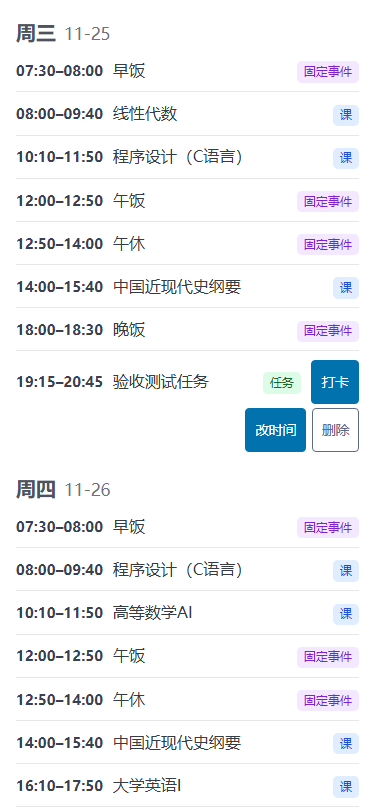 周三 11-25
07:30–08:00 早饭 固定事件
08:00–09:40 线性代数 课
10:10–11:50 程序设计（C语言） 课
12:00–12:50 午饭 固定事件
12:50–14:00 午休 固定事件
14:00–15:40 中国近现代史纲要 课
18:00–18:30 晚饭 固定事件
19:15–20:45 验收测试任务 任务 打卡
改时间 删除
周四 11-26
07:30–08:00 早饭 固定事件
08:00–09:40 程序设计（C语言） 课
10:10–11:50 高等数学AI 课
12:00–12:50 午饭 固定事件
12:50–14:00 午休 固定事件
14:00–15:40 中国近现代史纲要 课
16:10–17:50 大学英语I 课